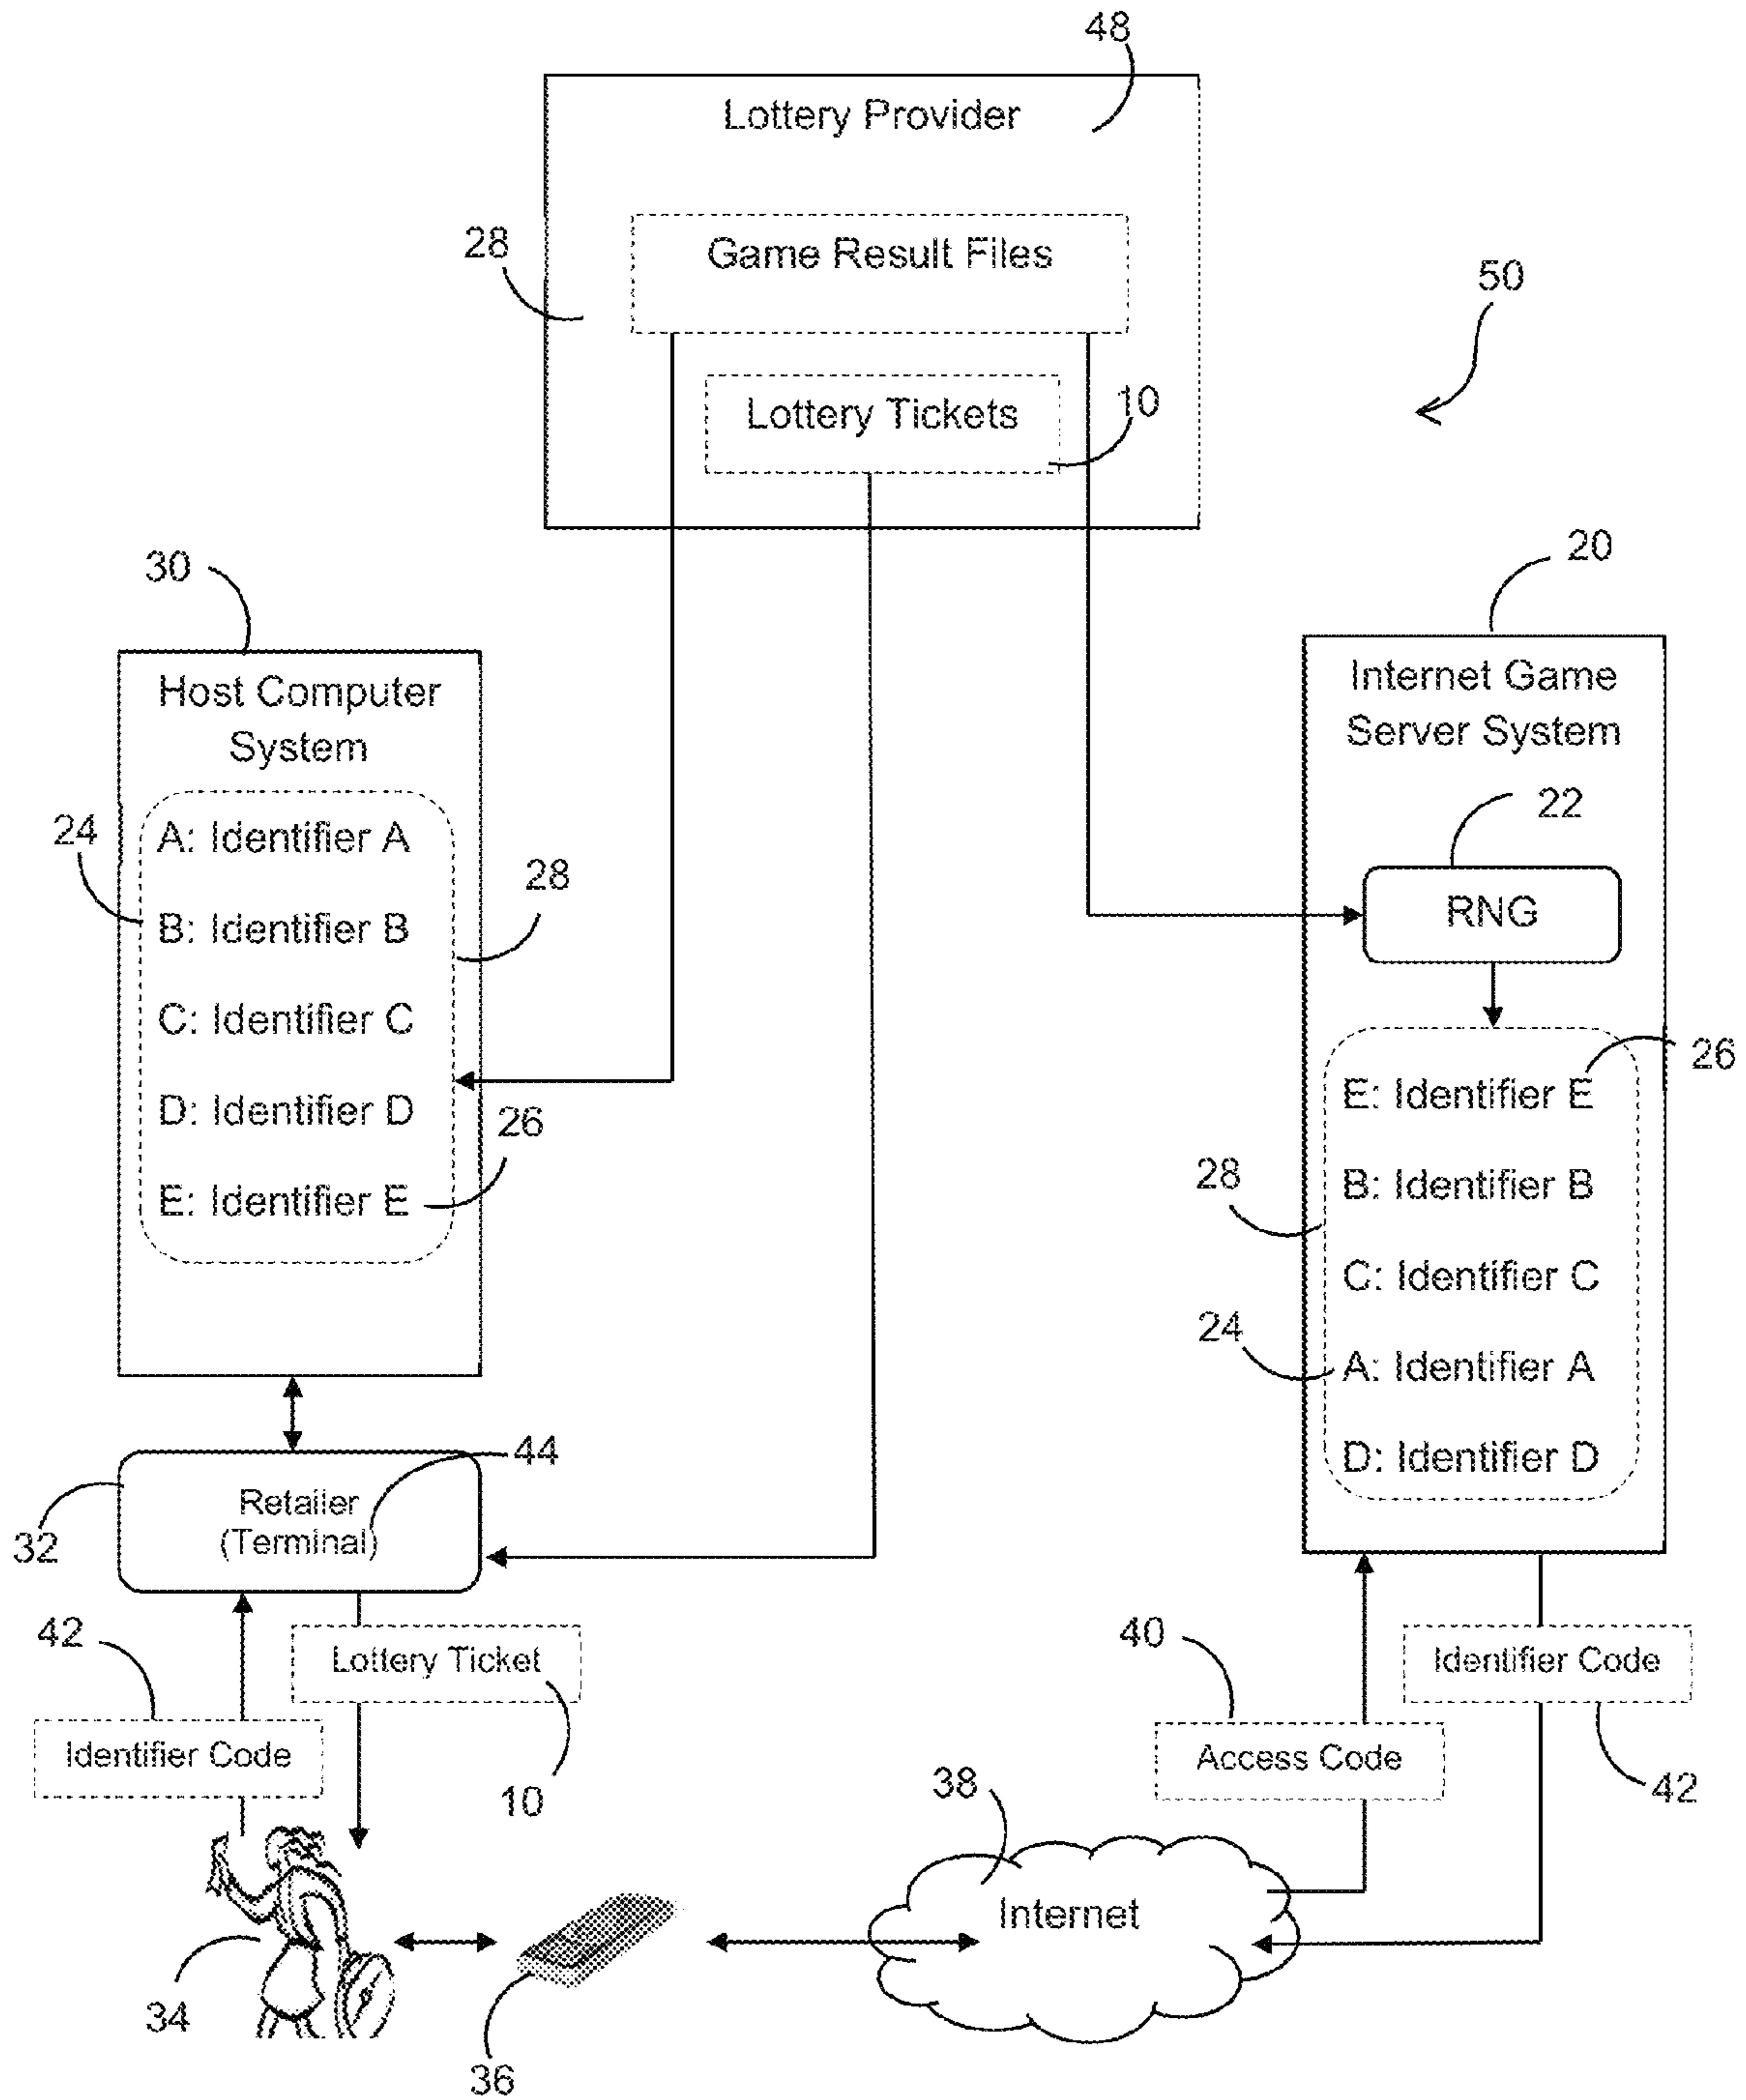 48
Lottery Provider
28
Game Result Files
50
Lottery Tickets
10
30
20
Host Computer
System
Internet Game
Server System
24
A: Identifier A
22
28
B: Identifier B
RNG
C: Identifier C
26
D: Identifier D
26
E: Identifier E
E: Identifier E
28
B: Identifier B
C: Identifier C
24
A: Identifier A
D: Identifier D
44
Retailer
(Terminal)
32
42
Lottery Ticket
40
Identifier Code
Identifier Code
Access Code
42
10
38
Internet
34
36